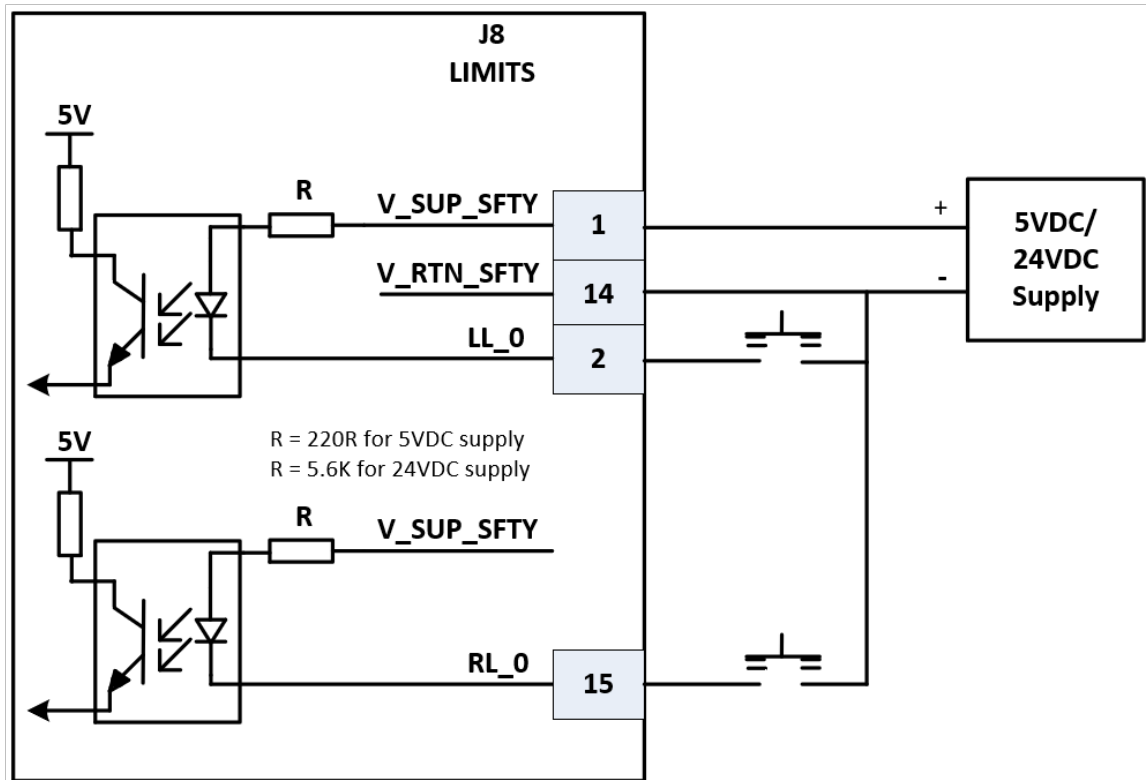 J8
LIMITS
5V
R
V_SUP_SFTY
1
+
5VDC/
24VDC
Supply
V_RTN_SFTY
14
-
LL_0
2
5V
R = 220R for 5VDC supply
R = 5.6K for 24VDC supply
R
V_SUP_SFTY
RL_0
15